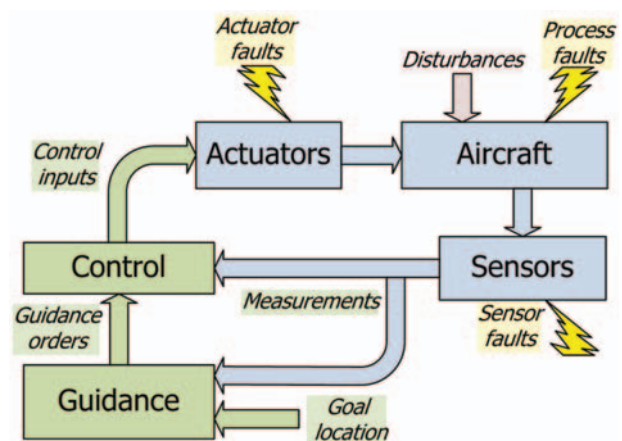 Actuator
faults
Disturbances
Process
faults
Control
inputs
Actuators
Aircraft
Control
Sensors
Measurements
Guidance
orders
Sensor
faults
Guidance
Goal
location